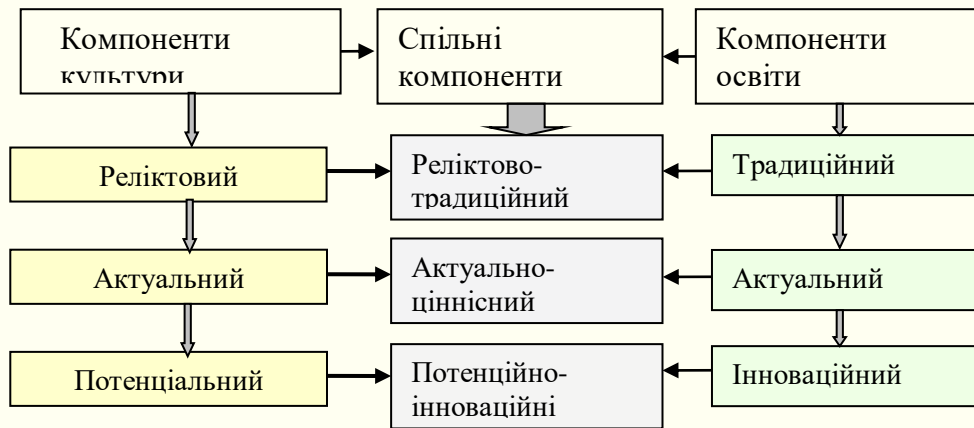 Компоненти
культури
Спільні
компоненти
Компоненти
освіти
Реліктовий
Реліктово-
традиційний
Традиційний
Актуальний
Актуально-
ціннісний
Актуальний
Потенціальний
Потенційно-
інноваційні
Інноваційний